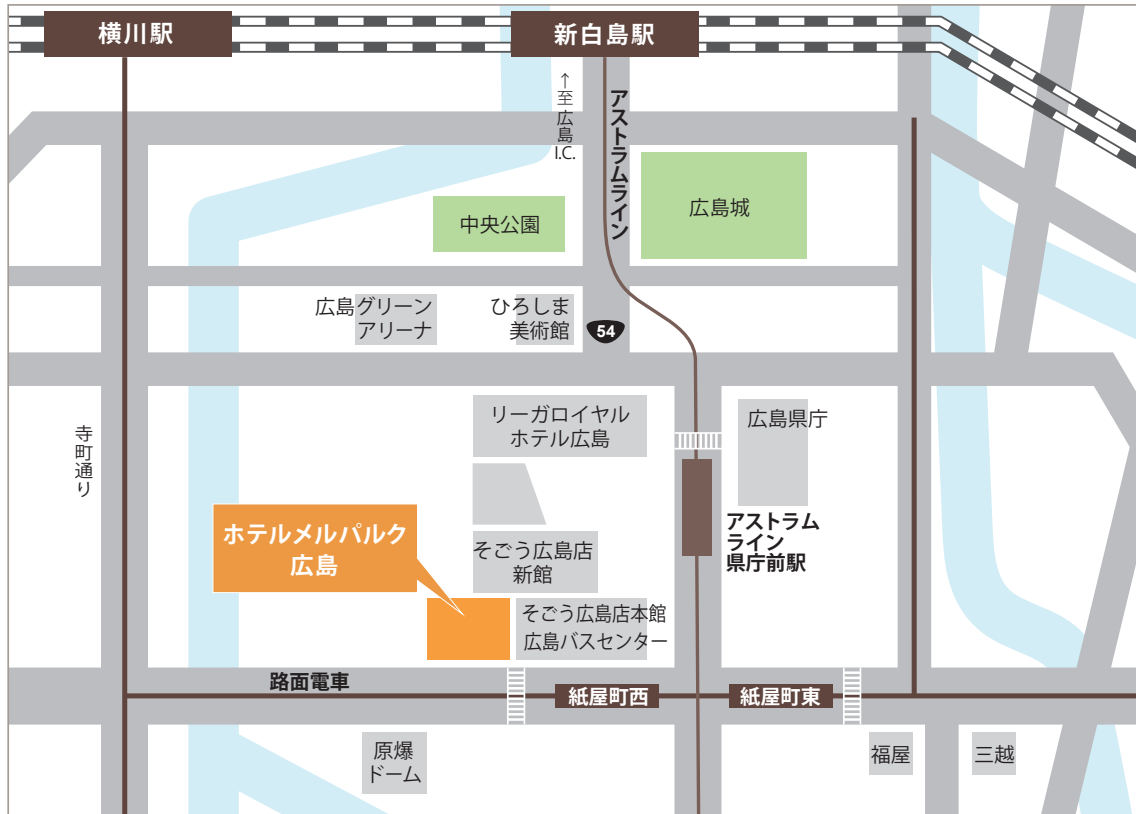 横川駅
新白島駅
↑至広島I.C.
アストラムライン
中央公園
広島城
広島グリーン
アリーナ
ひろしま
美術館
54
リーガロイヤル
ホテル広島
広島県庁
寺町通り
ホテルメルパルク
広島
そごう広島店
新館
アストラム
ライン
県庁前駅
そごう広島店本館
広島バスセンター
路面電車
紙屋町西
紙屋町東
原爆
ドーム
福屋
三越